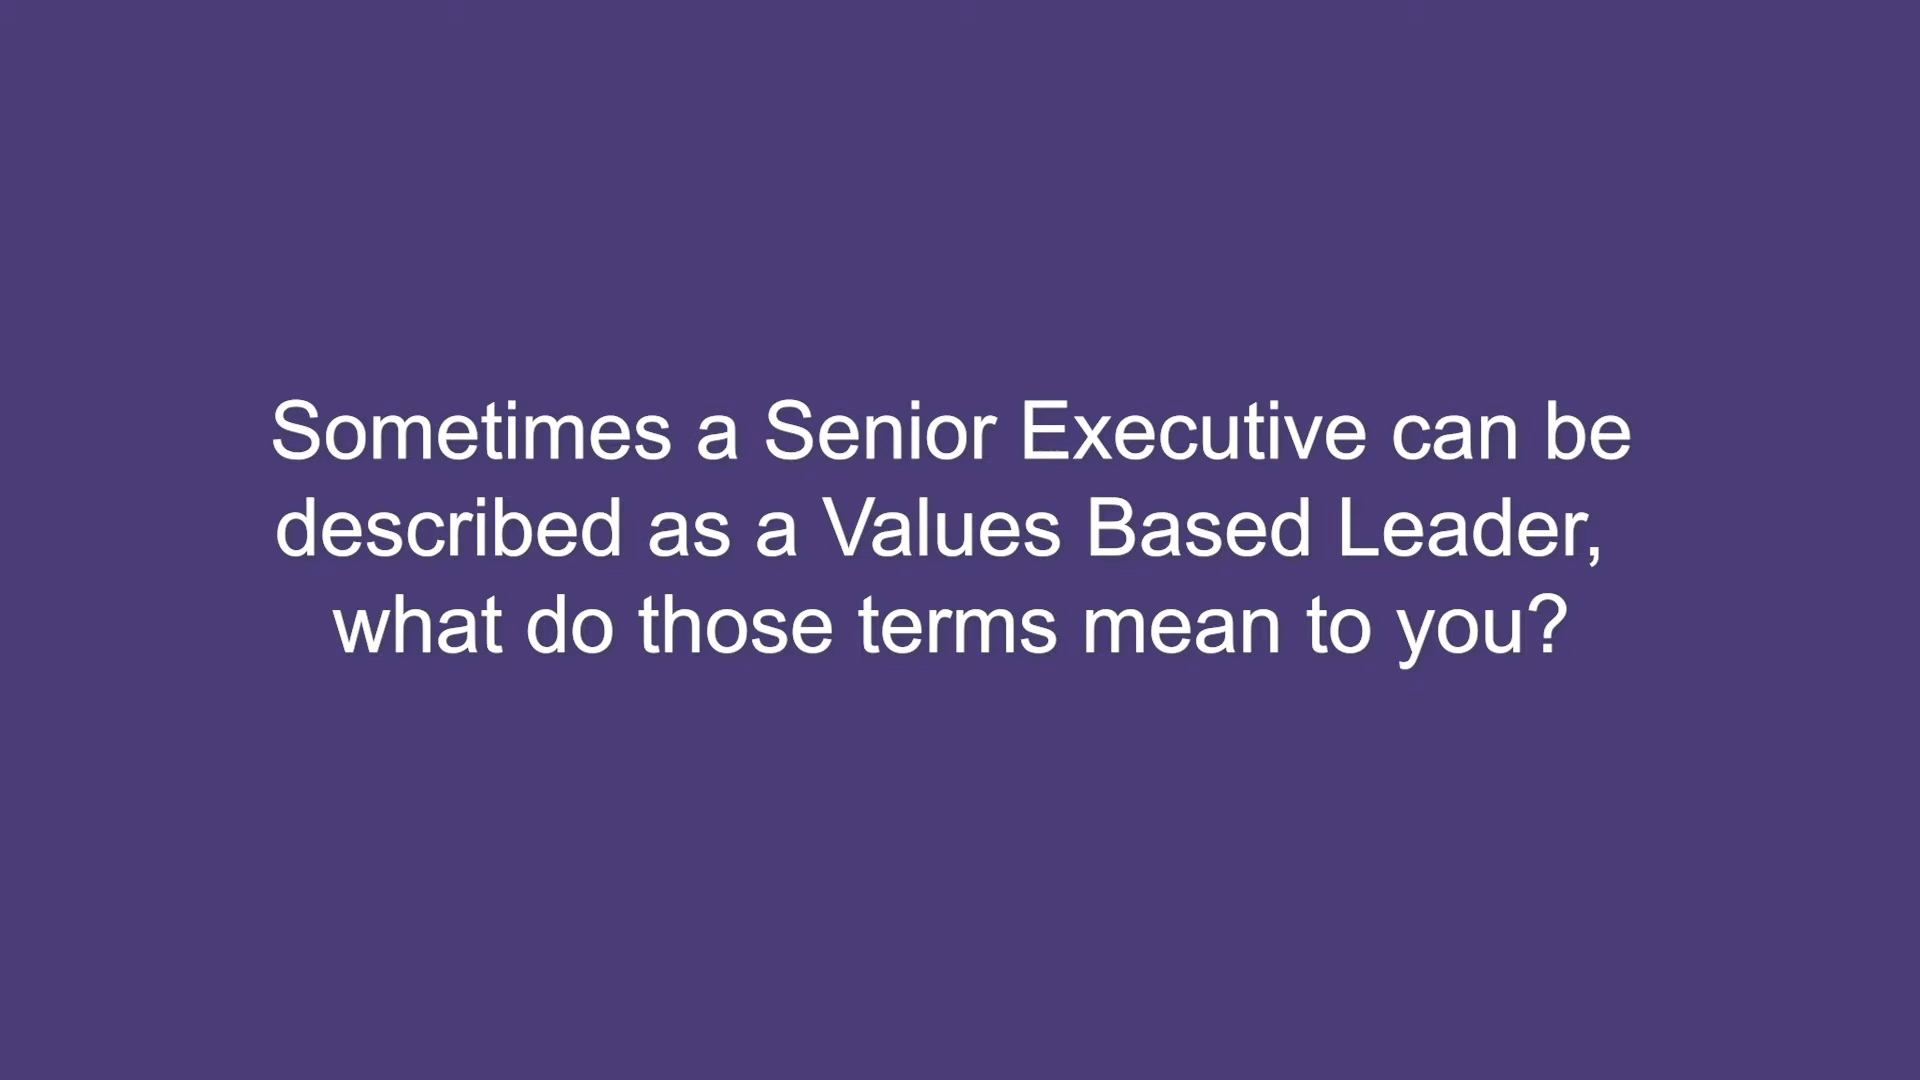 Sometimes a Senior Executive can be
described as a Values Based Leader,
what do those terms mean to you?